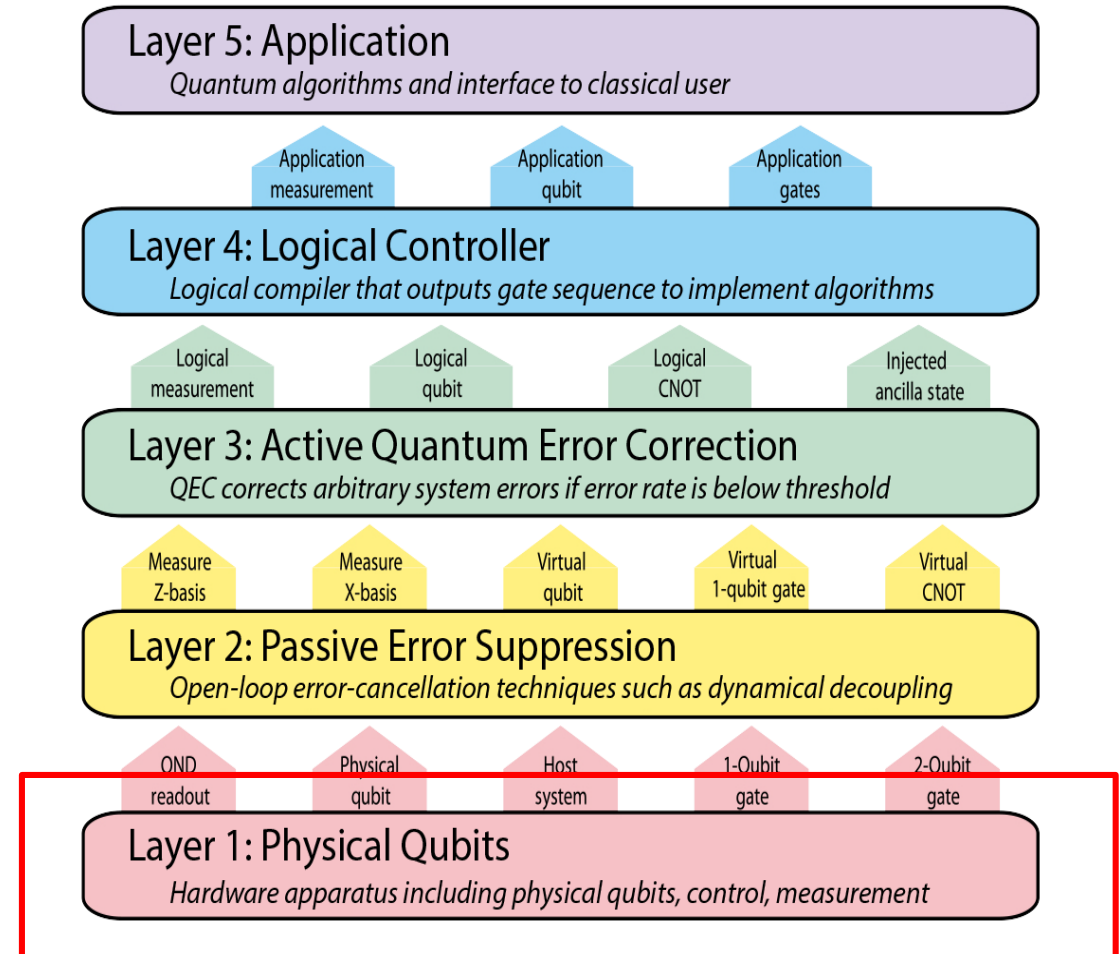 Layer 5: Application
Quantum algorithms and interface to classical user
Application measurement
Application qubit
Application gates
Layer 4: Logical Controller
Logical compiler that outputs gate sequence to implement algorithms
Logical measurement
Logical qubit
Logical CNOT
Injected ancilla state
Layer 3: Active Quantum Error Correction
QEC corrects arbitrary system errors if error rate is below threshold
Measure Z-basis
Measure X-basis
Virtual qubit
Virtual 1-qubit gate
Virtual CNOT
Layer 2: Passive Error Suppression
Open-loop error-cancellation techniques such as dynamical decoupling
QND readout
Physical qubit
Host system
1-Qubit gate
2-Qubit gate
Layer 1: Physical Qubits
Hardware apparatus including physical qubits, control, measurement